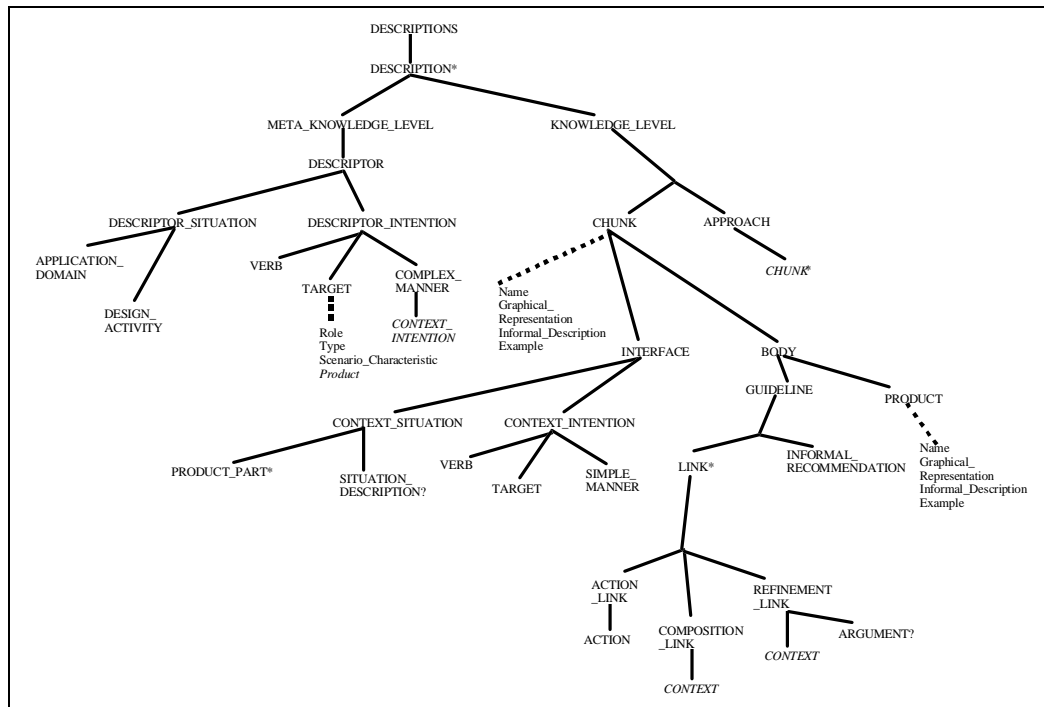 DESCRIPTIONS
DESCRIPTION*
META_KNOWLEDGE_LEVEL
KNOWLEDGE_LEVEL
DESCRIPTOR
DESCRIPTOR_SITUATION
DESCRIPTOR_INTENTION
CHUNK
APPROACH
APPLICATION_
DOMAIN
VERB
COMPLEX_
MANNER
CHUNK*
TARGET
DESIGN_
ACTIVITY
CONTEXT_
INTENTION
Name
Graphical_
Representation
Informal_Description
Example
Role
Type
Scenario_Characteristic
Product
INTERFACE
BODY
GUIDELINE
PRODUCT
CONTEXT_SITUATION
CONTEXT_INTENTION
PRODUCT_PART*
SITUATION_
DESCRIPTION?
VERB
TARGET
SIMPLE_
MANNER
LINK*
INFORMAL_
RECOMMENDATION
Name
Graphical_
Representation
Informal_Description
Example
ACTION
_LINK
REFINEMENT
_LINK
ACTION
COMPOSITION
_LINK
ARGUMENT?
CONTEXT
CONTEXT